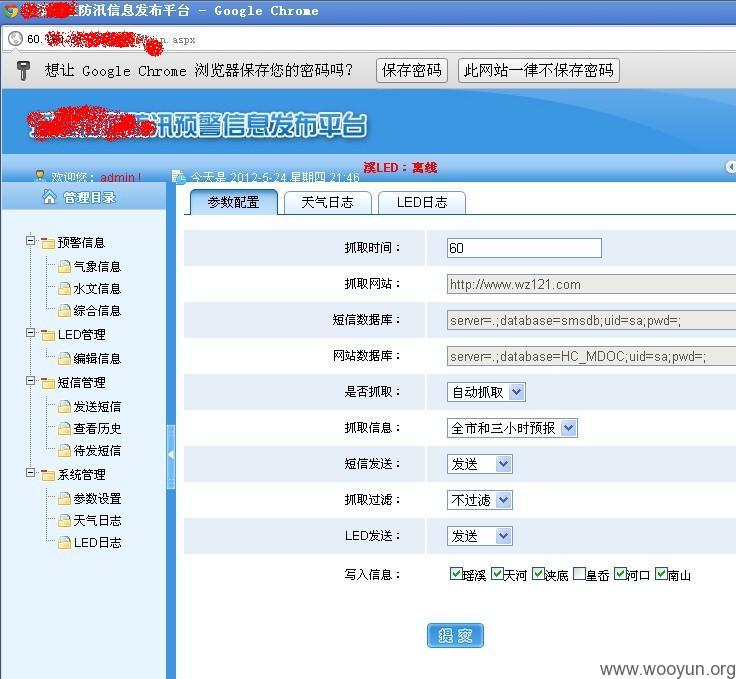 防汛信息发布平台 - Google Chrome
60.
in.aspx
想让 Google Chrome 浏览器保存您的密码吗? 保存密码 此网站一律不保存密码
汛预警信息发布平台
溪LED：离线
欢迎您：admin! 今天是 2012-5-24 星期四 21:46
管理目录
参数配置 天气日志 LED日志
预警信息
气象信息
水文信息
综合信息
LED管理
编辑信息
短信管理
发送短信
查看历史
待发短信
系统管理
参数设置
天气日志
LED日志
抓取时间： 60
抓取网站： http://www.wz121.com
短信数据库： server=.;database=smsdb;uid=sa;pwd=;
网站数据库： server=.;database=HC_MDOC;uid=sa;pwd=;
是否抓取： 自动抓取
抓取信息： 全市和三小时预报
短信发送： 发送
抓取过滤： 不过滤
LED发送： 发送
写入信息： 瑶溪 天河 浃底 皇岙 河口 南山
提交
www.wooyun.org